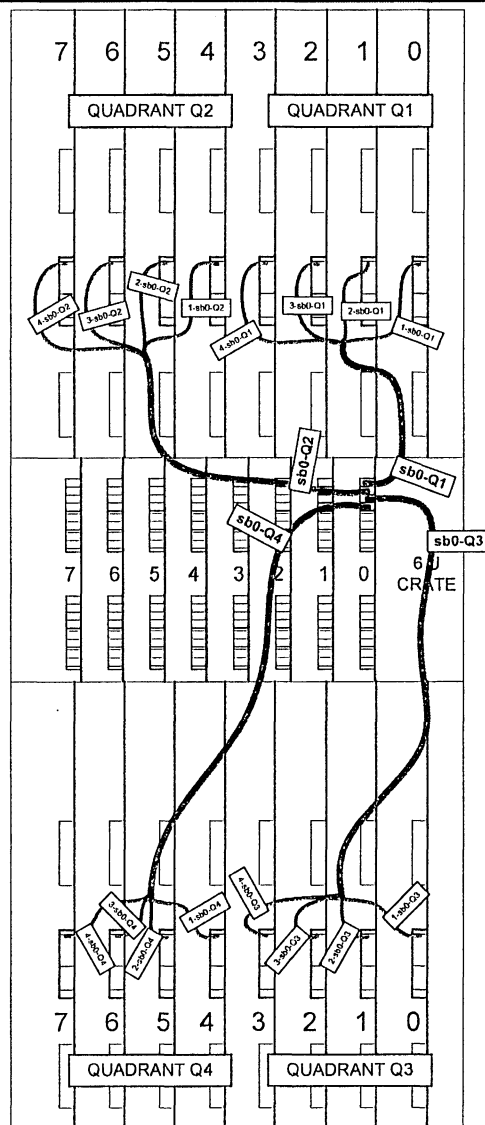 7 6 5 4 3 2 1 0
QUADRANT Q2 QUADRANT Q1
4-sb0-Q2 3-sb0-Q2 2-sb0-Q2 1-sb0-Q2 4-sb0-Q1 3-sb0-Q1 2-sb0-Q1 1-sb0-Q1
sb0-Q2 sb0-Q1
sb0-Q4 sb0-Q3
7 6 5 4 3 2 1 0 6 U
CRATE
4-sb0-Q4 3-sb0-Q4 2-sb0-Q4 1-sb0-Q4 4-sb0-Q3 3-sb0-Q3 2-sb0-Q3 1-sb0-Q3
7 6 5 4 3 2 1 0
QUADRANT Q4 QUADRANT Q3